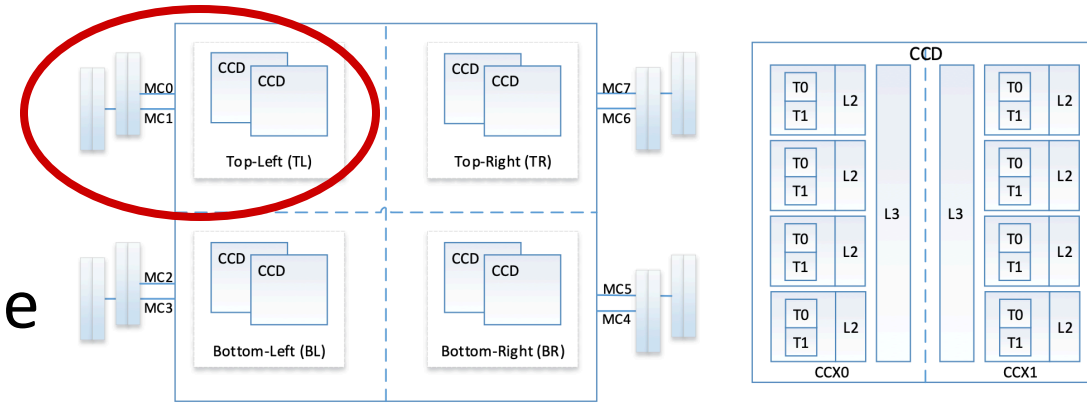 MC0
MC1
CCD
CCD
Top-Left (TL)
CCD
CCD
Top-Right (TR)
MC7
MC6
e
MC2
MC3
CCD
CCD
Bottom-Left (BL)
CCD
CCD
Bottom-Right (BR)
MC5
MC4
CCD
T0
T1
L2
T0
T1
L2
T0
T1
L2
T0
T1
L2
L3
CCX0
L3
T0
T1
L2
T0
T1
L2
T0
T1
L2
T0
T1
L2
CCX1